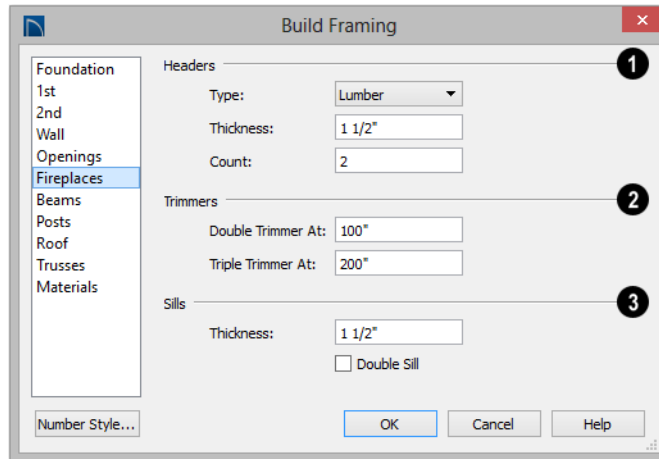 Build Framing
×
Foundation
1st
2nd
Wall
Openings
Fireplaces
Beams
Posts
Roof
Trusses
Materials
Number Style...
Headers 1
Type: Lumber
Thickness: 1 1/2"
Count: 2
Trimmers 2
Double Trimmer At: 100"
Triple Trimmer At: 200"
Sills 3
Thickness: 1 1/2"
Double Sill
OK Cancel Help